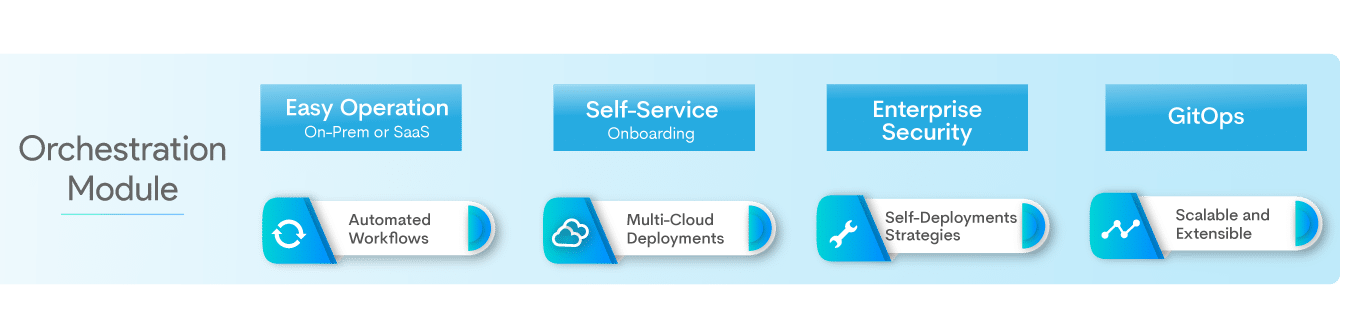 Orchestration
Module
Easy Operation
On-Prem or SaaS
Self-Service
Onboarding
Enterprise
Security
GitOps
Automated
Workflows
Multi-Cloud
Deployments
Self-Deployments
Strategies
Scalable and
Extensible